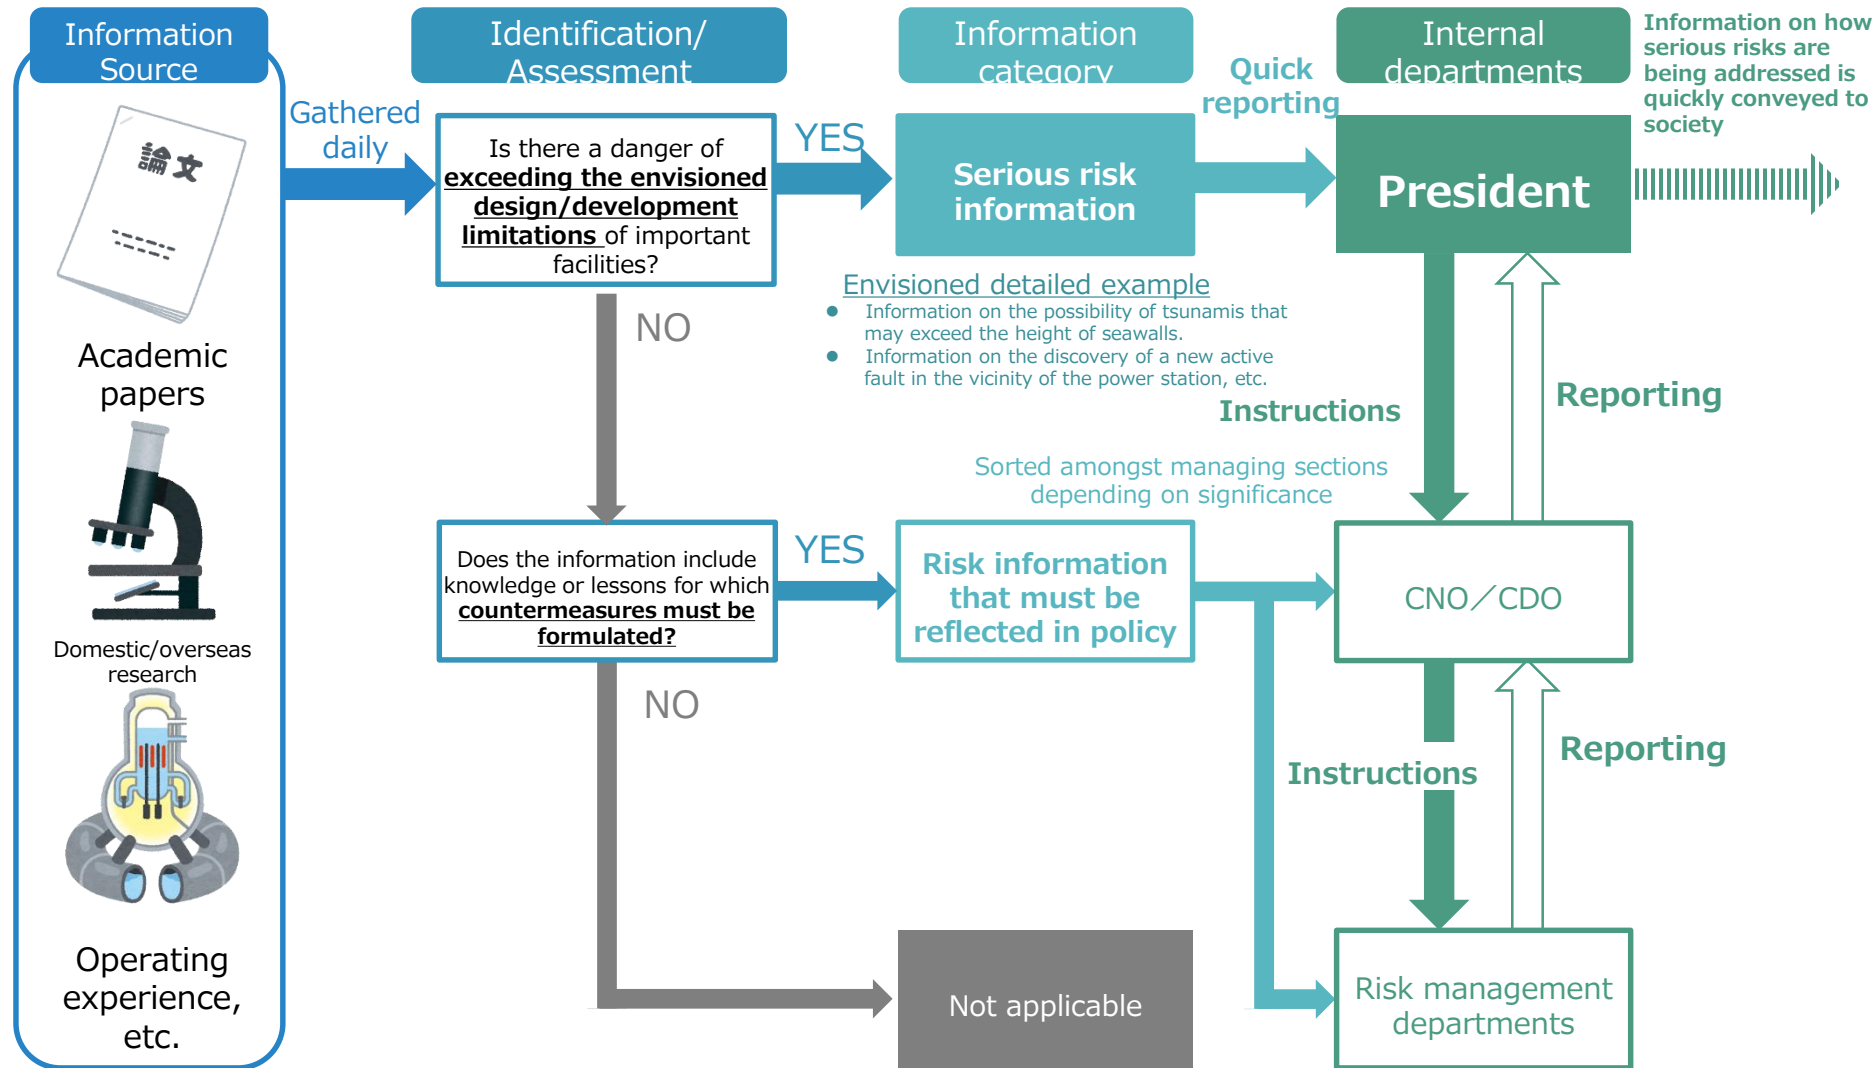 Information
Source
Identification/
Assessment
Information
category
Internal
departments
Information on how
serious risks are
being addressed is
quickly conveyed to
society
論文
Academic
papers
Domestic/overseas
research
Operating
experience,
etc.
Gathered
daily
Is there a danger of
exceeding the envisioned
design/development
limitations of important
facilities?
YES
Serious risk
information
Quick
reporting
President
Envisioned detailed example
● Information on the possibility of tsunamis that
may exceed the height of seawalls.
● Information on the discovery of a new active
fault in the vicinity of the power station, etc.
NO
Instructions
Reporting
Sorted amongst managing sections
depending on significance
Does the information include
knowledge or lessons for which
countermeasures must be
formulated?
YES
Risk information
that must be
reflected in policy
CNO／CDO
NO
Instructions
Reporting
Not applicable
Risk management
departments